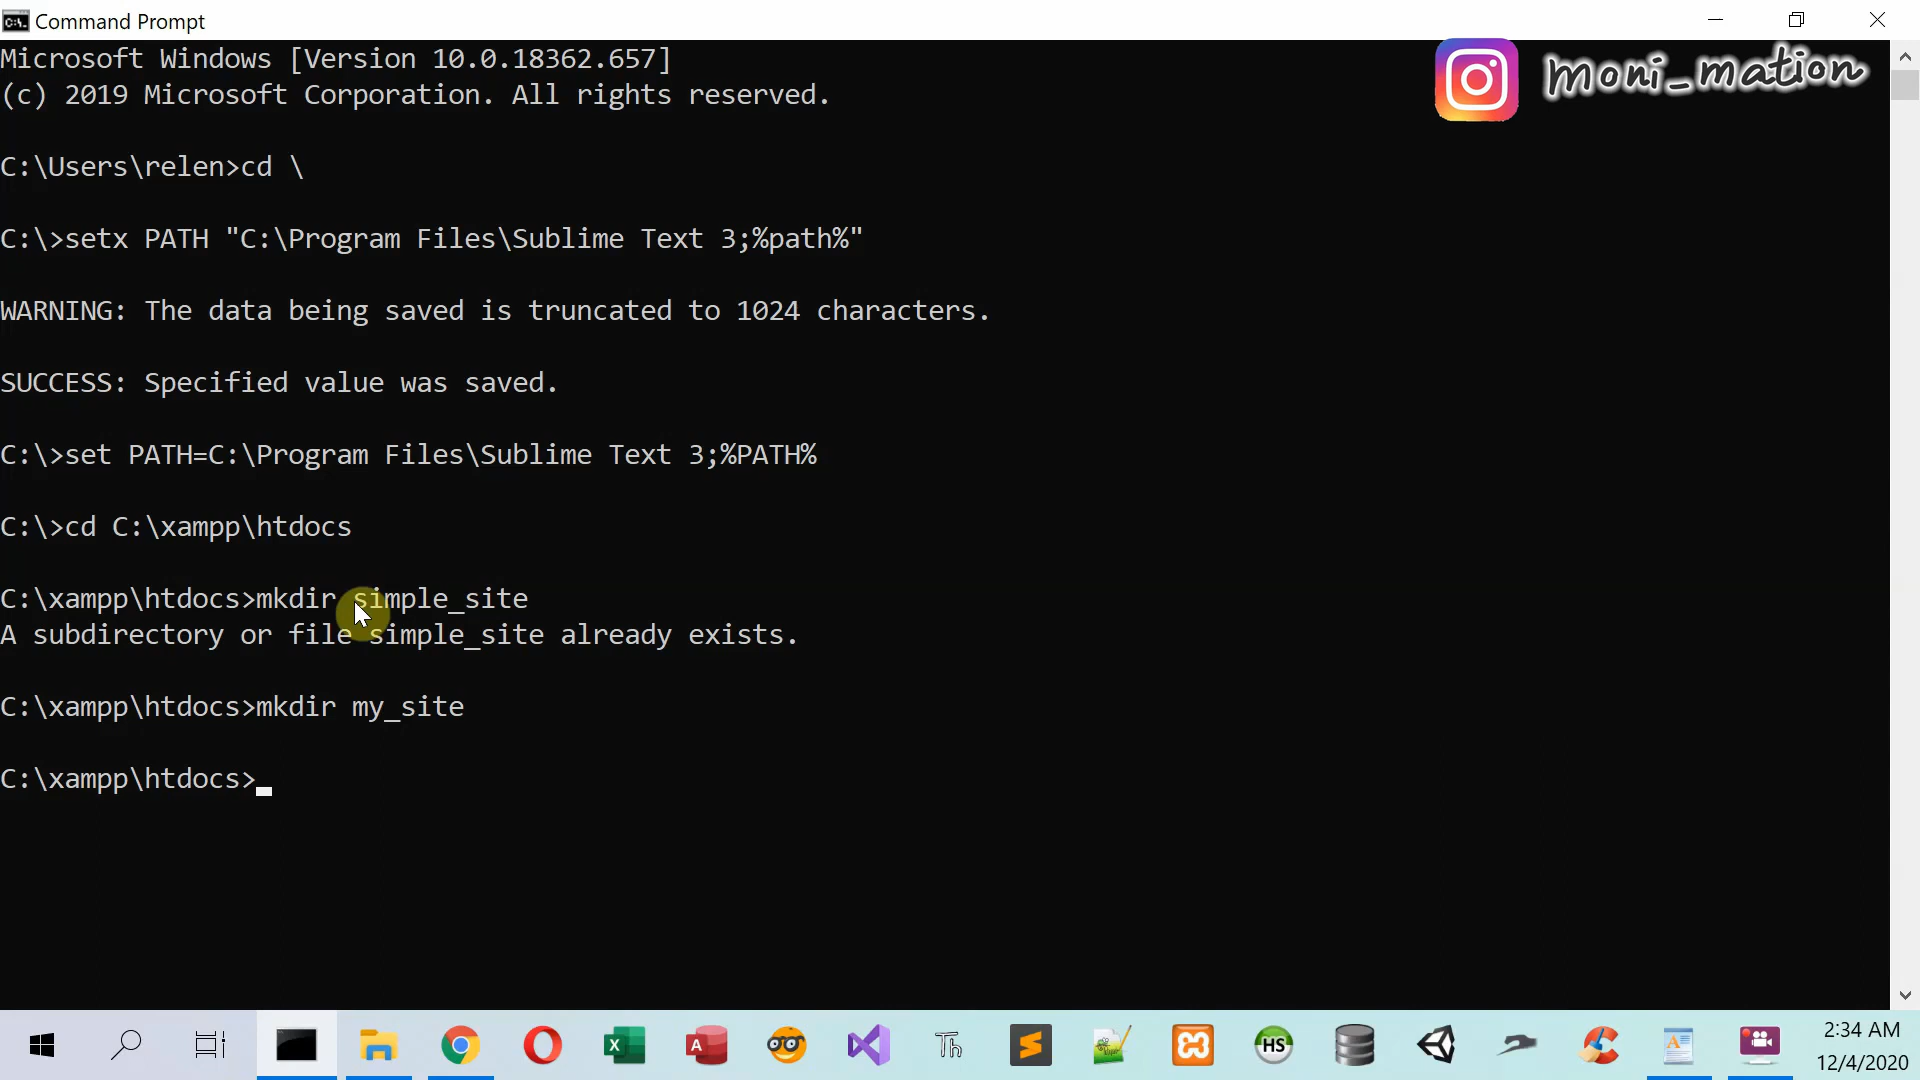 Command Prompt
Microsoft Windows [Version 10.0.18362.657]
(c) 2019 Microsoft Corporation. All rights reserved.
moni_mation
C:\Users\relen>cd \
C:\>setx PATH "C:\Program Files\Sublime Text 3;%path%"
WARNING: The data being saved is truncated to 1024 characters.
SUCCESS: Specified value was saved.
C:\>set PATH=C:\Program Files\Sublime Text 3;%PATH%
C:\>cd C:\xampp\htdocs
C:\xampp\htdocs>mkdir simple_site
A subdirectory or file simple_site already exists.
C:\xampp\htdocs>mkdir my_site
C:\xampp\htdocs>
Th
HS
2:34 AM
12/4/2020